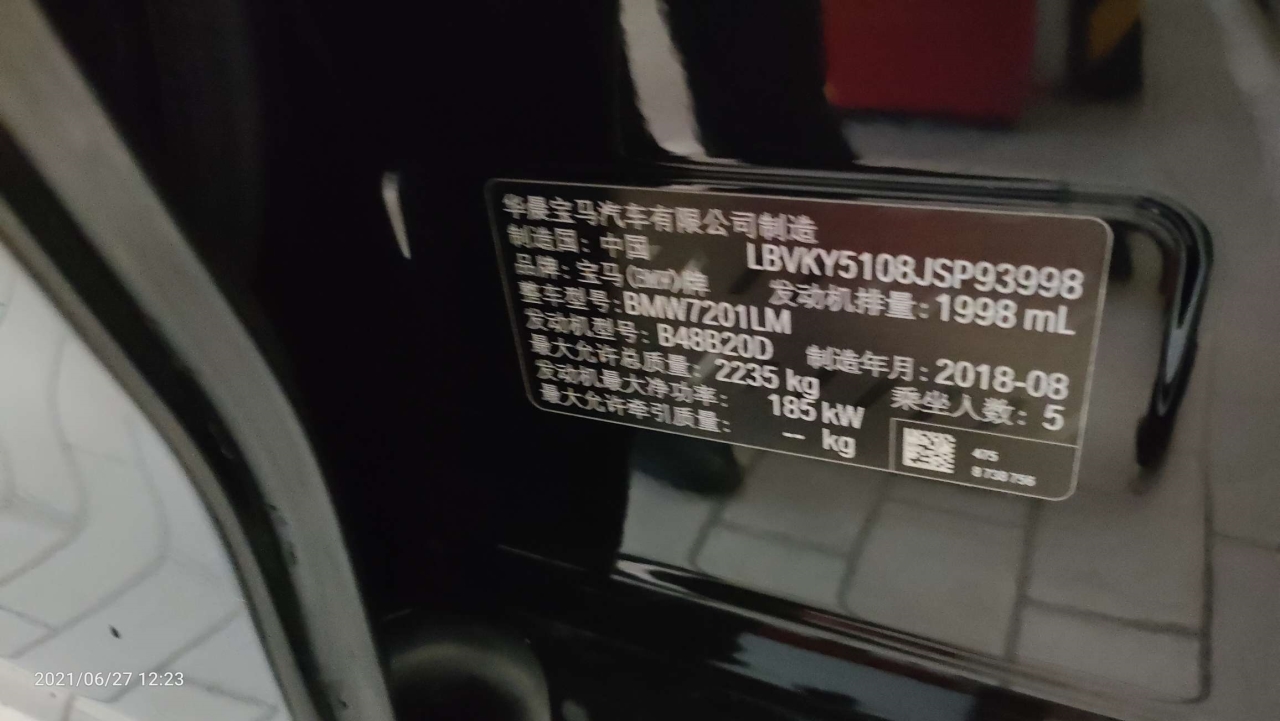 华晨宝马汽车有限公司制造
制造国：中国 LBVKY5108JSP93998
品牌：宝马(BMW)牌 发动机排量：1998 mL
整车型号：BMW7201LM
发动机型号：B48B20D 制造年月：2018-08
最大允许总质量：2235 kg 乘坐人数：5
发动机最大净功率：185 kW
最大允许牵引质量：-- kg
475
8 738 756
2021/06/27 12:23